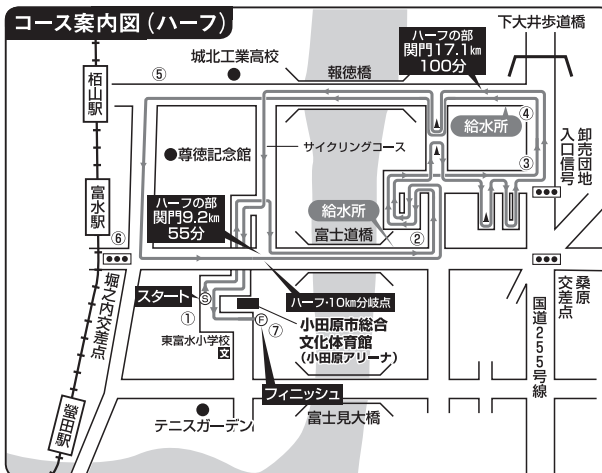 コース案内図(ハーフ)
下大井歩道橋
城北工業高校
⑤
報徳橋
ハーフの部
関門17.1㎞
100分
栢山駅
給水所
④
卸売団地
入口信号
③
尊徳記念館
サイクリングコース
富水駅
ハーフの部
関門9.2㎞
55分
給水所
富士道橋
②
⑥
堀之内交差点
スタート
S
ハーフ・10㎞分岐点
桑原
交差点
国道255号線
①
F
⑦
小田原市総合
文化体育館
(小田原アリーナ)
東富水小学校
文
フィニッシュ
螢田駅
テニスガーデン
富士見大橋